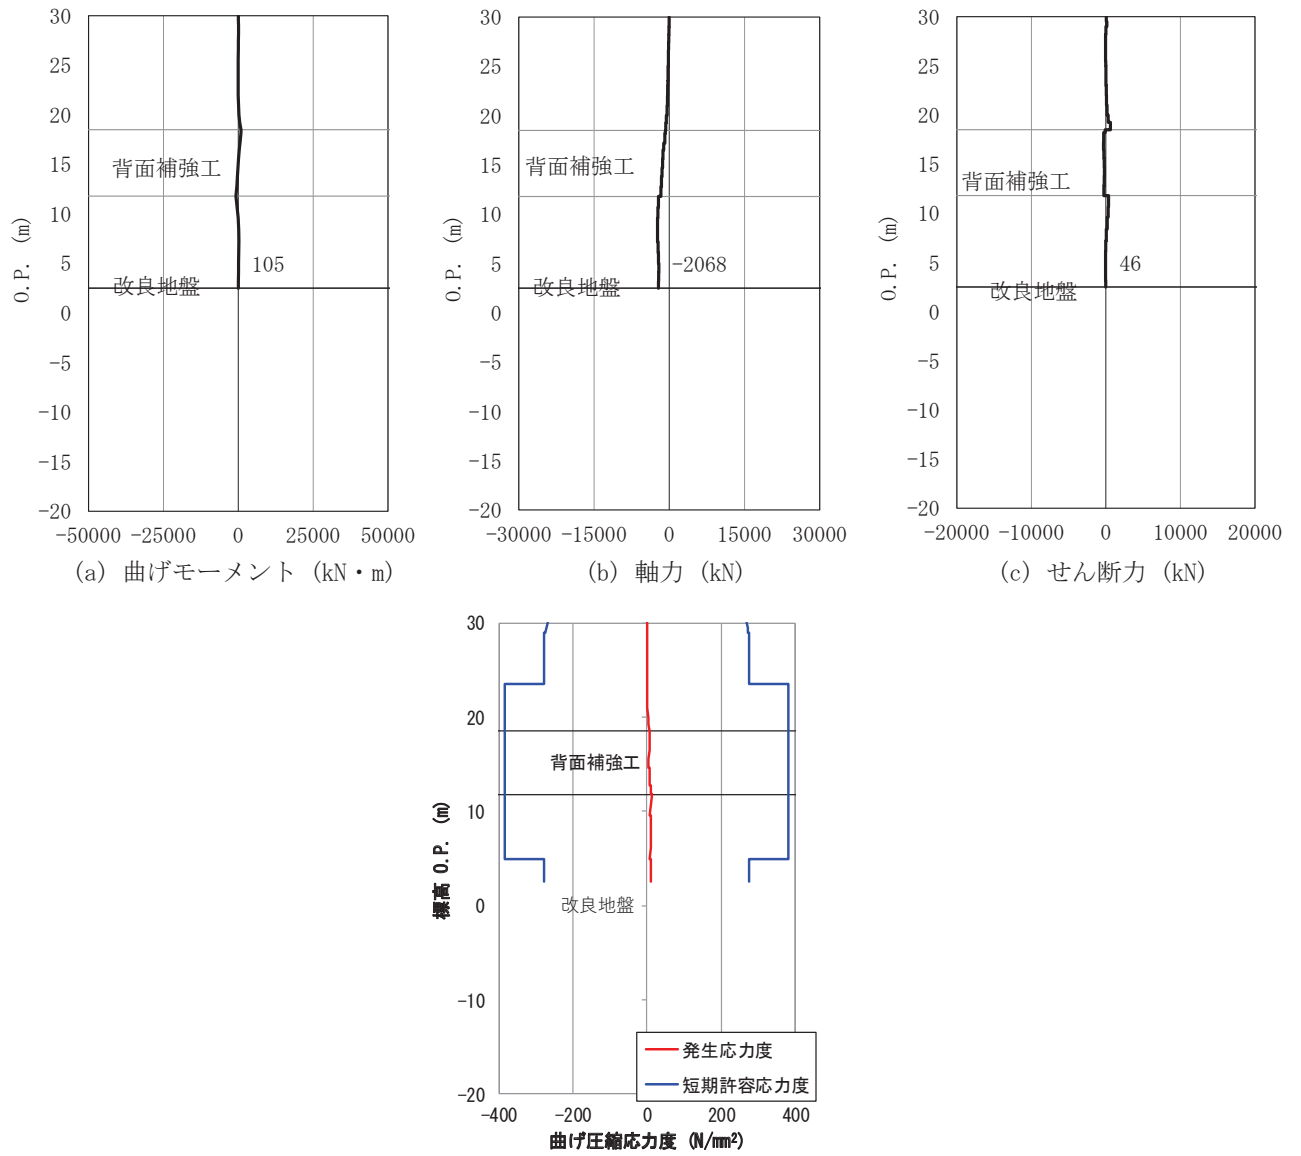 30
25
20
15
10
5
0
-5
-10
-15
-20
O.P. (m)
背面補強工
改良地盤
105
-50000 -25000 0 25000 50000
(a) 曲げモーメント (kN・m)
30
25
20
15
10
5
0
-5
-10
-15
-20
O.P. (m)
背面補強工
改良地盤
-2068
-30000 -15000 0 15000 30000
(b) 軸力 (kN)
30
25
20
15
10
5
0
-5
-10
-15
-20
O.P. (m)
背面補強工
改良地盤
46
-20000 -10000 0 10000 20000
(c) せん断力 (kN)
30
20
10
0
-10
-20
標高 O.P. (m)
背面補強工
改良地盤
発生応力度
短期許容応力度
-400 -200 0 200 400
曲げ圧縮応力度 (N/mm²)